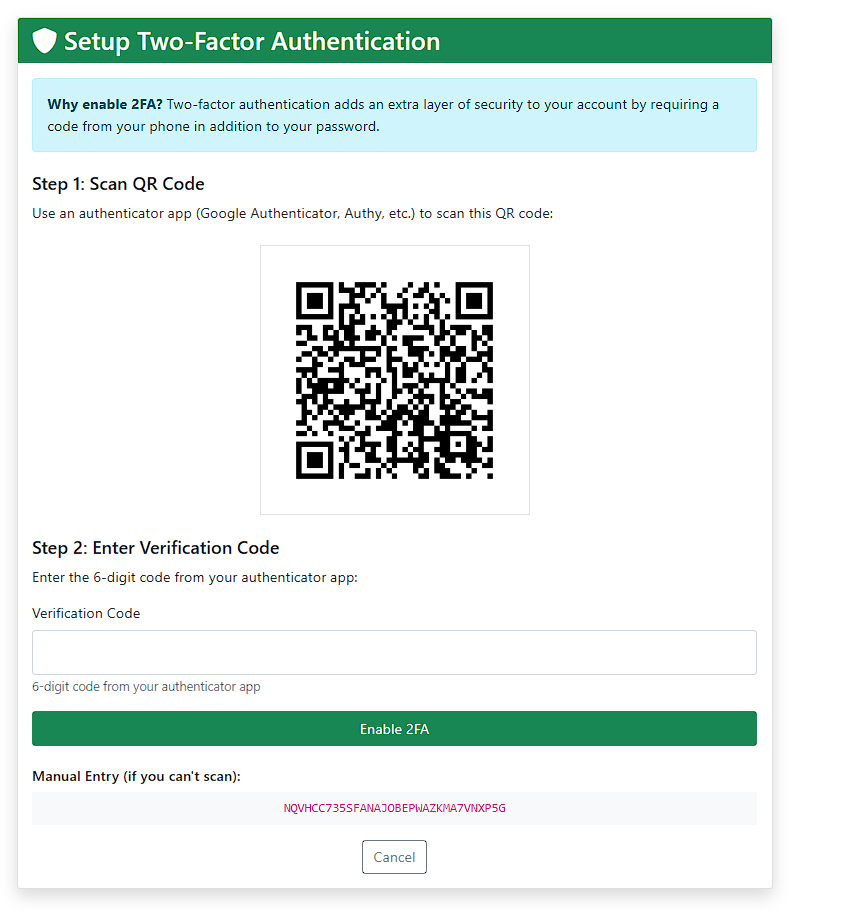 Setup Two-Factor Authentication
Why enable 2FA? Two-factor authentication adds an extra layer of security to your account by requiring a
code from your phone in addition to your password.
Step 1: Scan QR Code
Use an authenticator app (Google Authenticator, Authy, etc.) to scan this QR code:
Step 2: Enter Verification Code
Enter the 6-digit code from your authenticator app:
Verification Code
6-digit code from your authenticator app
Enable 2FA
Manual Entry (if you can't scan):
NQVHCC735SFANAJOBEPWAZKMA7VNXP5G
Cancel